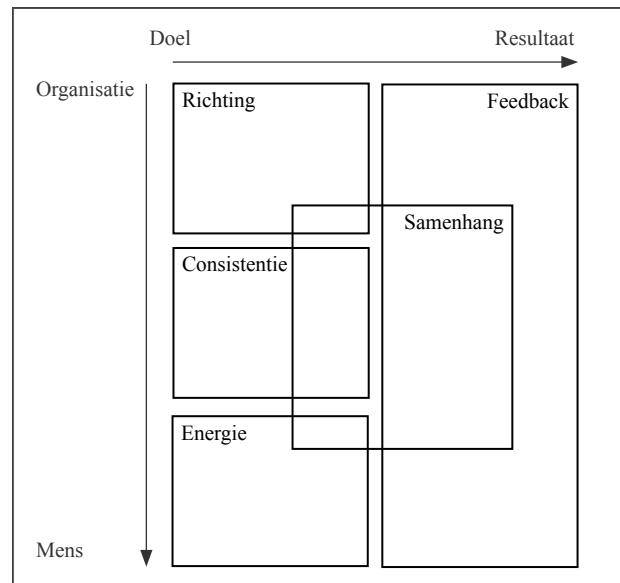 Doel
Resultaat
Organisatie
Richting
Feedback
Samenhang
Consistentie
Energie
Mens